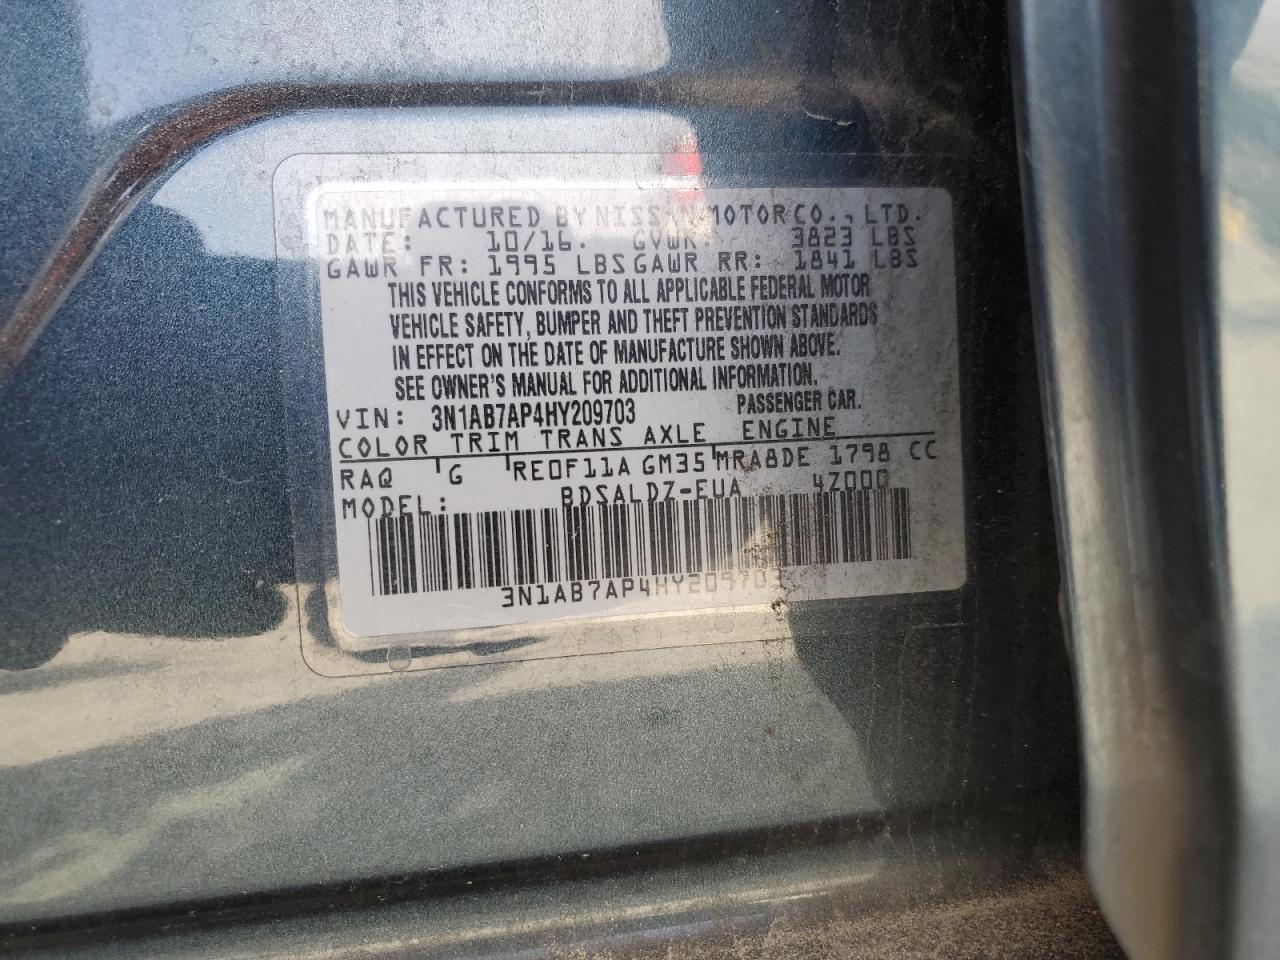 MANUFACTURED BY NISSAN MOTOR CO., LTD.
DATE: 10/16. GVWR: 3823 LBS
GAWR FR: 1995 LBS GAWR RR: 1841 LBS
THIS VEHICLE CONFORMS TO ALL APPLICABLE FEDERAL MOTOR
VEHICLE SAFETY, BUMPER AND THEFT PREVENTION STANDARDS
IN EFFECT ON THE DATE OF MANUFACTURE SHOWN ABOVE.
SEE OWNER'S MANUAL FOR ADDITIONAL INFORMATION.
VIN: 3N1AB7AP4HY209703 PASSENGER CAR.
COLOR TRIM TRANS AXLE ENGINE
RAQ G RE0F11A GM35 MRA8DE 1798 CC
MODEL: BDSALDZ-EUA 4Z000
3N1AB7AP4HY209703